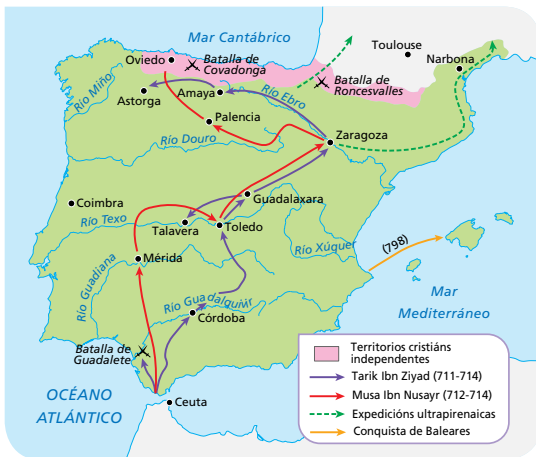 Mar Cantábrico
Toulouse
Oviedo
Batalla de
Covadonga
Narbona
Batalla de
Roncesvalles
Río Miño
Astorga
Amaya
Río Ebro
Palencia
Río Douro
Zaragoza
Coimbra
Guadalaxara
Río Texo
Talavera
Toledo
Río Xúquer
(798)
Mérida
Río Guadiana
Mar
Mediterráneo
Río Guadalquivir
Córdoba
Batalla de
Guadalete
OCÉANO
ATLÁNTICO
Ceuta
Territorios cristiáns
independentes
Tarik Ibn Ziyad (711-714)
Musa Ibn Nusayr (712-714)
Expedicións ultrapirenaicas
Conquista de Baleares